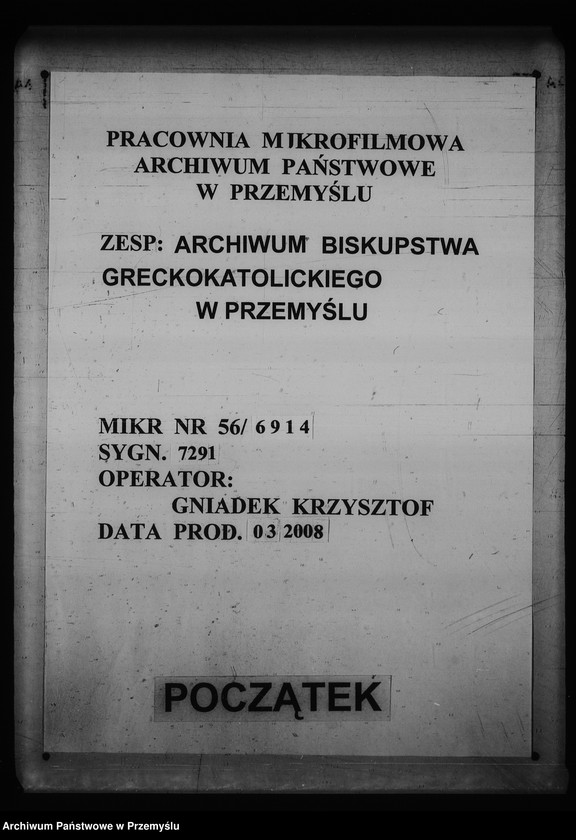 PRACOWNIA MIKROFILMOWA
ARCHIWUM PAŃSTWOWE
W PRZEMYŚLU
ZESP: ARCHIWUM BISKUPSTWA
GRECKOKATOLICKIEGO
W PRZEMYŚLU
MIKR NR 56/ 6914
SYGN. 7291
OPERATOR:
GNIADEK KRZYSZTOF
DATA PROD. 03 2008
POCZĄTEK
Archiwum Państwowe w Przemyślu